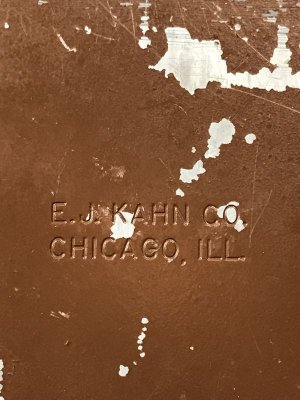 E. J. KAHN CO.
CHICAGO, ILL.